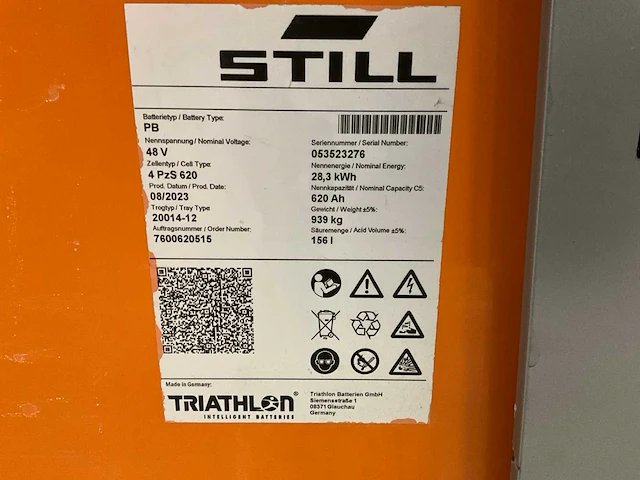 STILL
Batterietyp / Battery Type:
PB
Nennspannung / Nominal Voltage:
48 V
Zellentyp / Cell Type:
4 PzS 620
Prod. Datum / Prod. Date:
08/2023
Trogtyp / Tray Type
20014-12
Auftragsnummer / Order Number:
7600620515
Seriennummer / Serial Number:
053523276
Nennenergie / Nominal Energy:
28,3 kWh
Nennkapazität / Nominal Capacity C5:
620 Ah
Gewicht / Weight ±5%:
939 kg
Säuremenge / Acid Volume ±5%:
156 l
Made in Germany:
TRIATHLON®
INTELLIGENT BATTERIES
Triathlon Batterien GmbH
Siemensstraße 1
08371 Glauchau
Germany